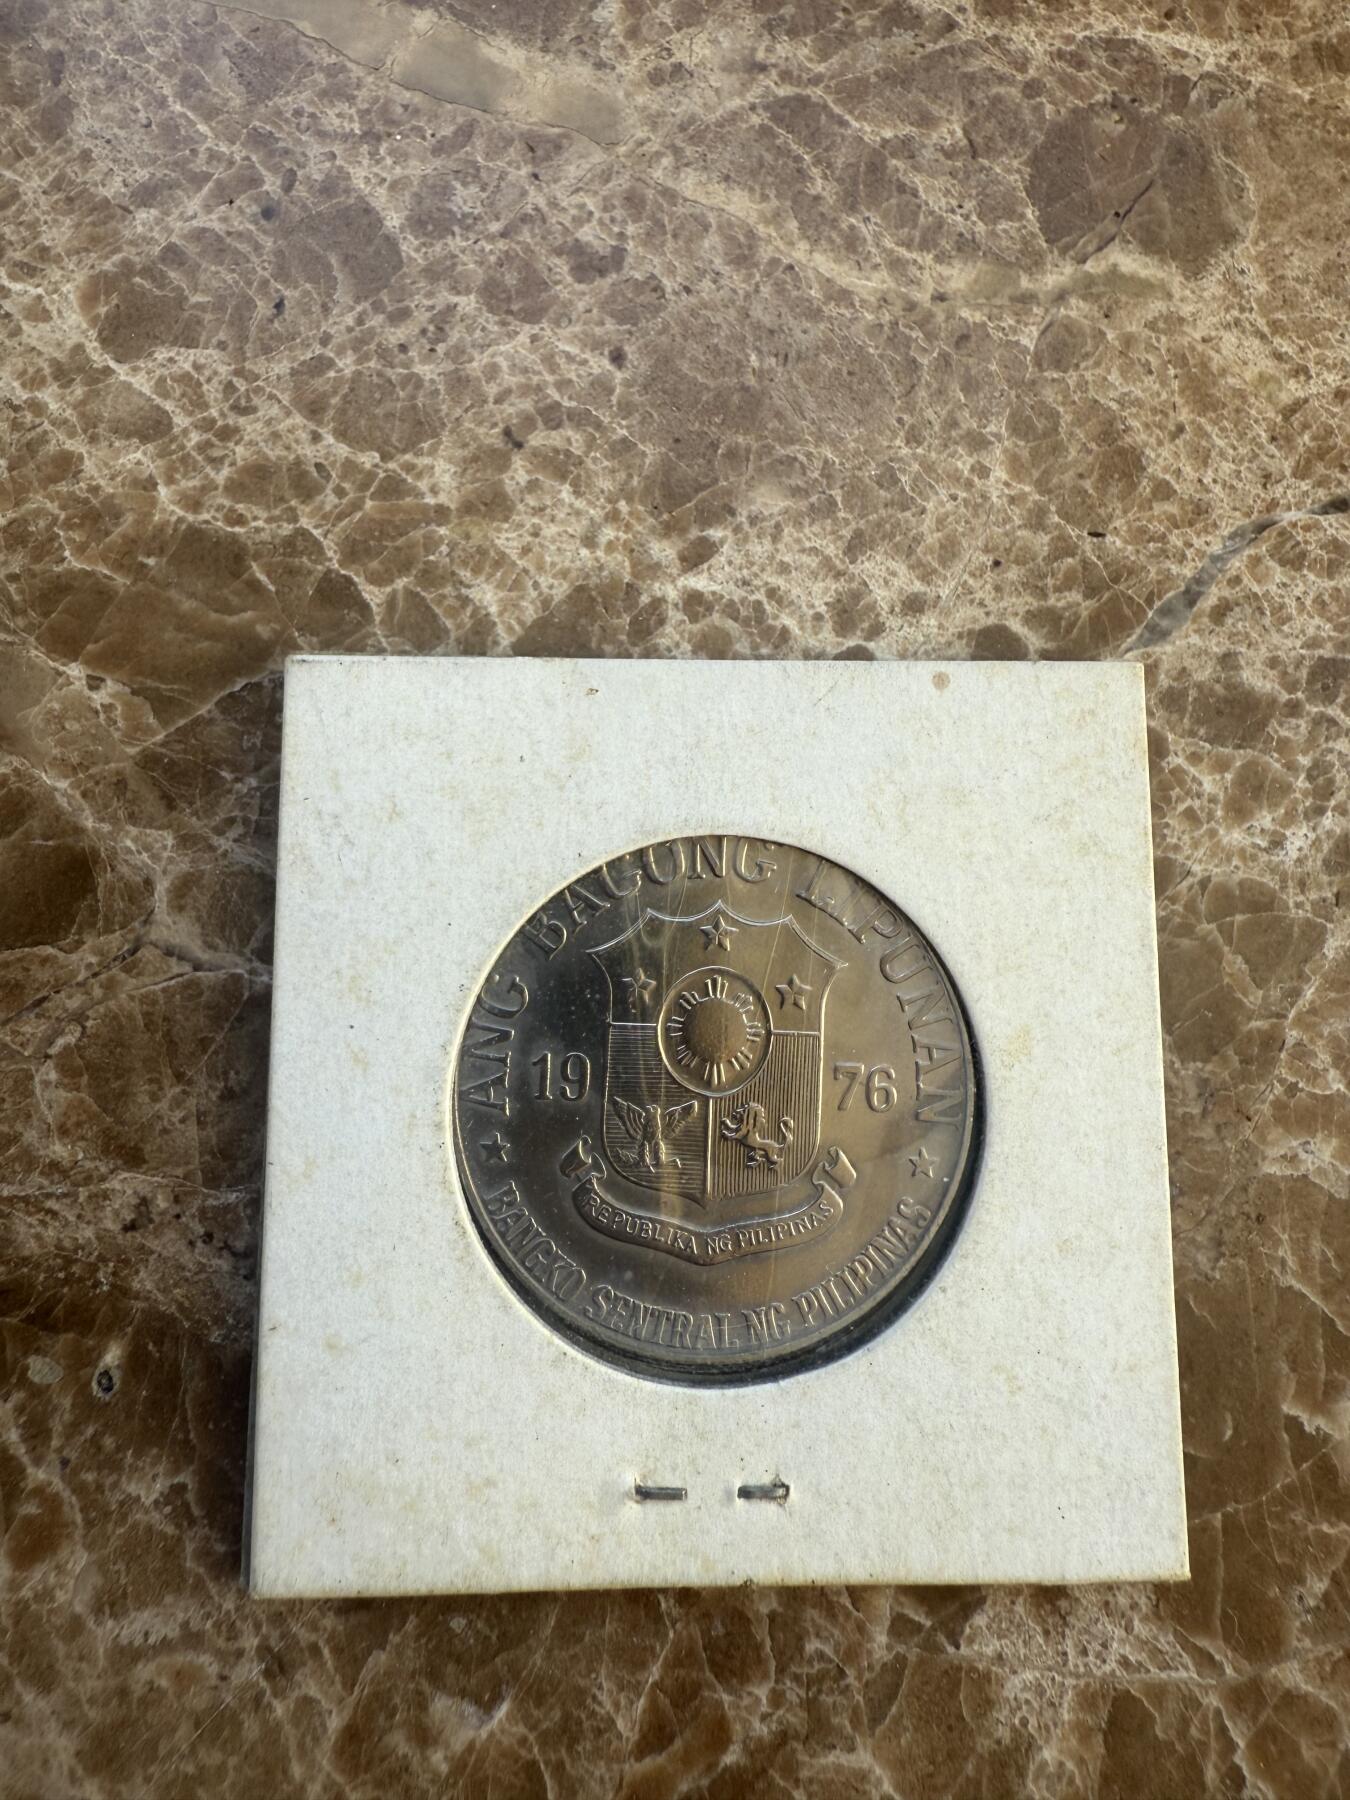 ANG BAGONG LIPUNAN
19 76
REPUBLIKA NG PILIPINAS
BANGKO SENTRAL NG PILIPINAS